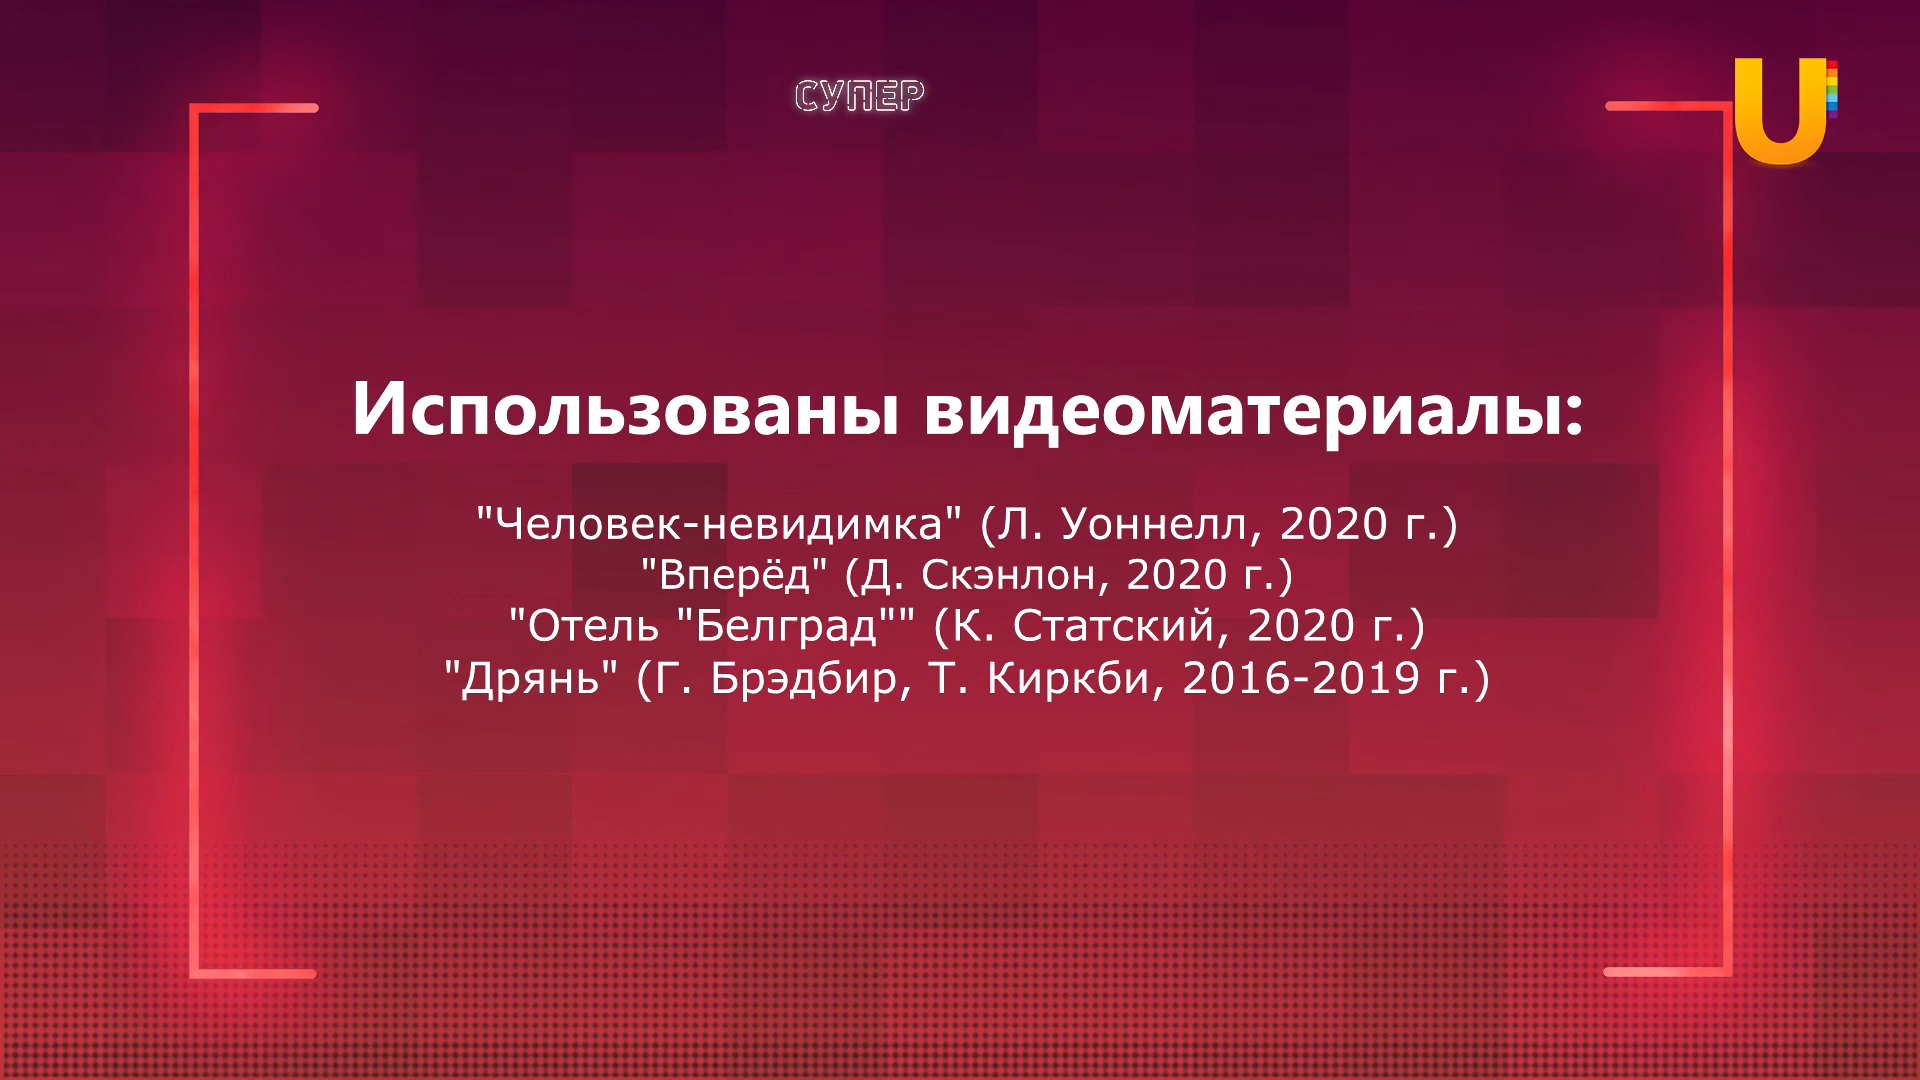 СУПЕР
U
Использованы видеоматериалы:
"Человек-невидимка" (Л. Уоннелл, 2020 г.)
"Вперёд" (Д. Скэнлон, 2020 г.)
"Отель "Белград"" (К. Статский, 2020 г.)
"Дрянь" (Г. Брэдбир, Т. Киркби, 2016-2019 г.)